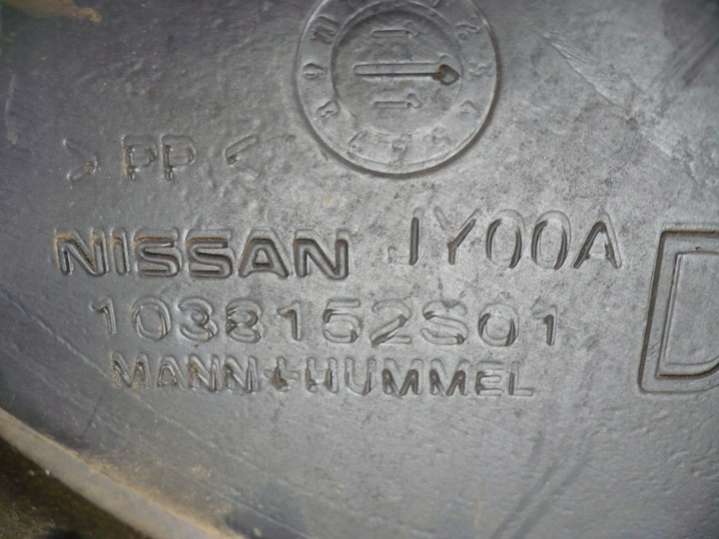 >PP<
NISSAN JY00A
1038152S01
MANN+HUMMEL
D